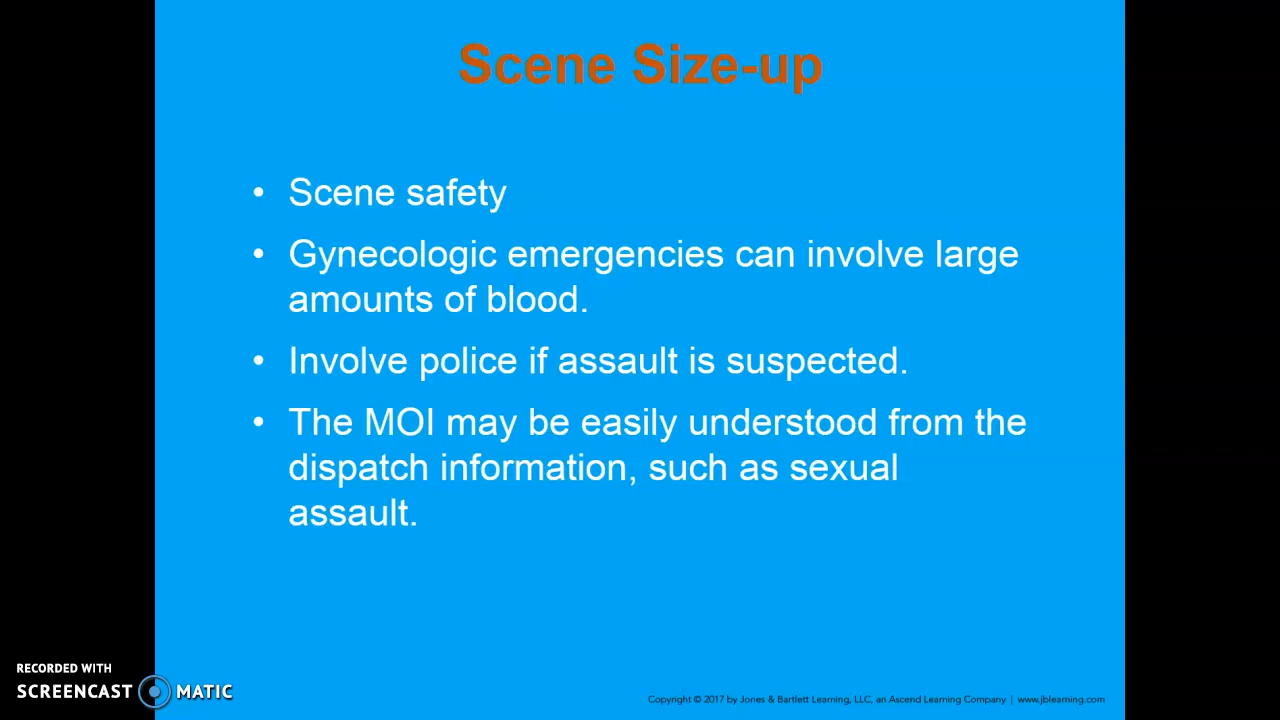 Scene Size-up
• Scene safety
• Gynecologic emergencies can involve large
amounts of blood.
• Involve police if assault is suspected.
• The MOI may be easily understood from the
dispatch information, such as sexual
assault.
RECORDED WITH
SCREENCAST MATIC
Copyright © 2017 by Jones & Bartlett Learning, LLC, an Ascend Learning Company | www.jblearning.com